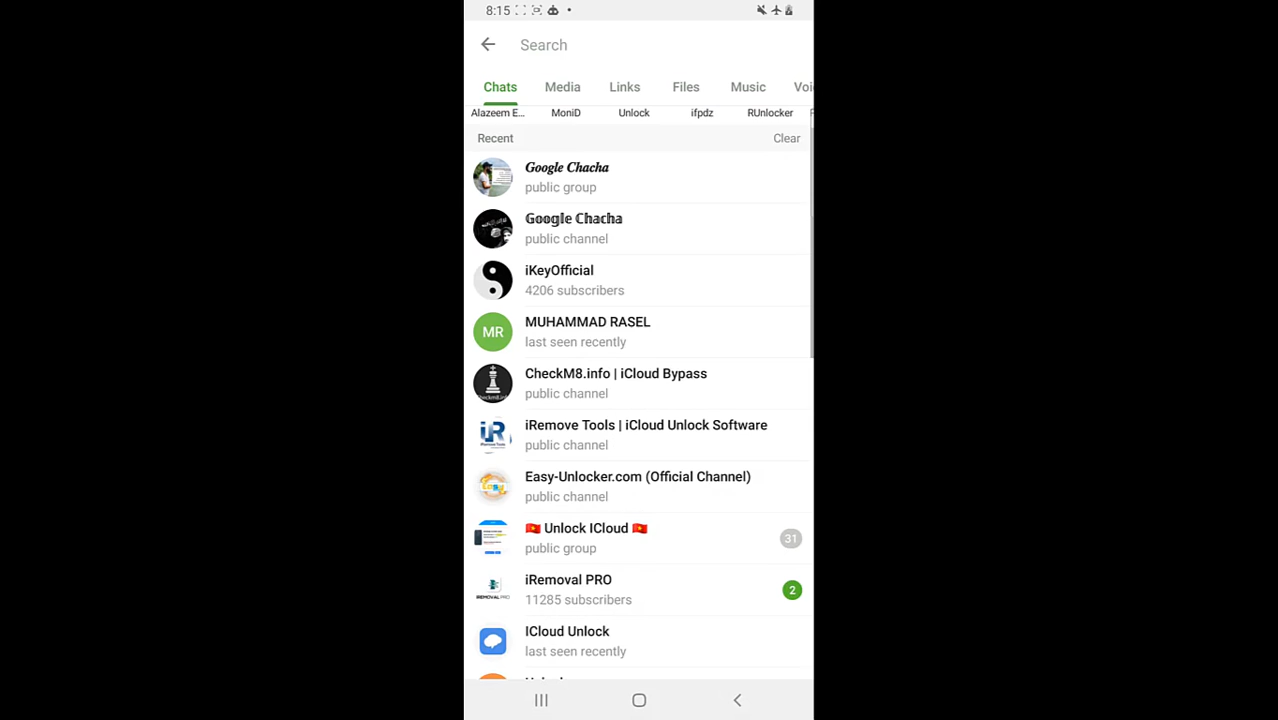 8:15
Search
Chats Media Links Files Music Voi
Alazeem E... MoniD Unlock ifpdz RUnlocker
Recent Clear
Google Chacha
public group
Google Chacha
public channel
iKeyOfficial
4206 subscribers
MR
MUHAMMAD RASEL
last seen recently
CheckM8.info | iCloud Bypass
public channel
iR
iRemove Tools | iCloud Unlock Software
public channel
Easy-Unlocker.com (Official Channel)
public channel
🇻🇳 Unlock ICloud 🇻🇳
public group
31
iRemoval PRO
11285 subscribers
2
ICloud Unlock
last seen recently